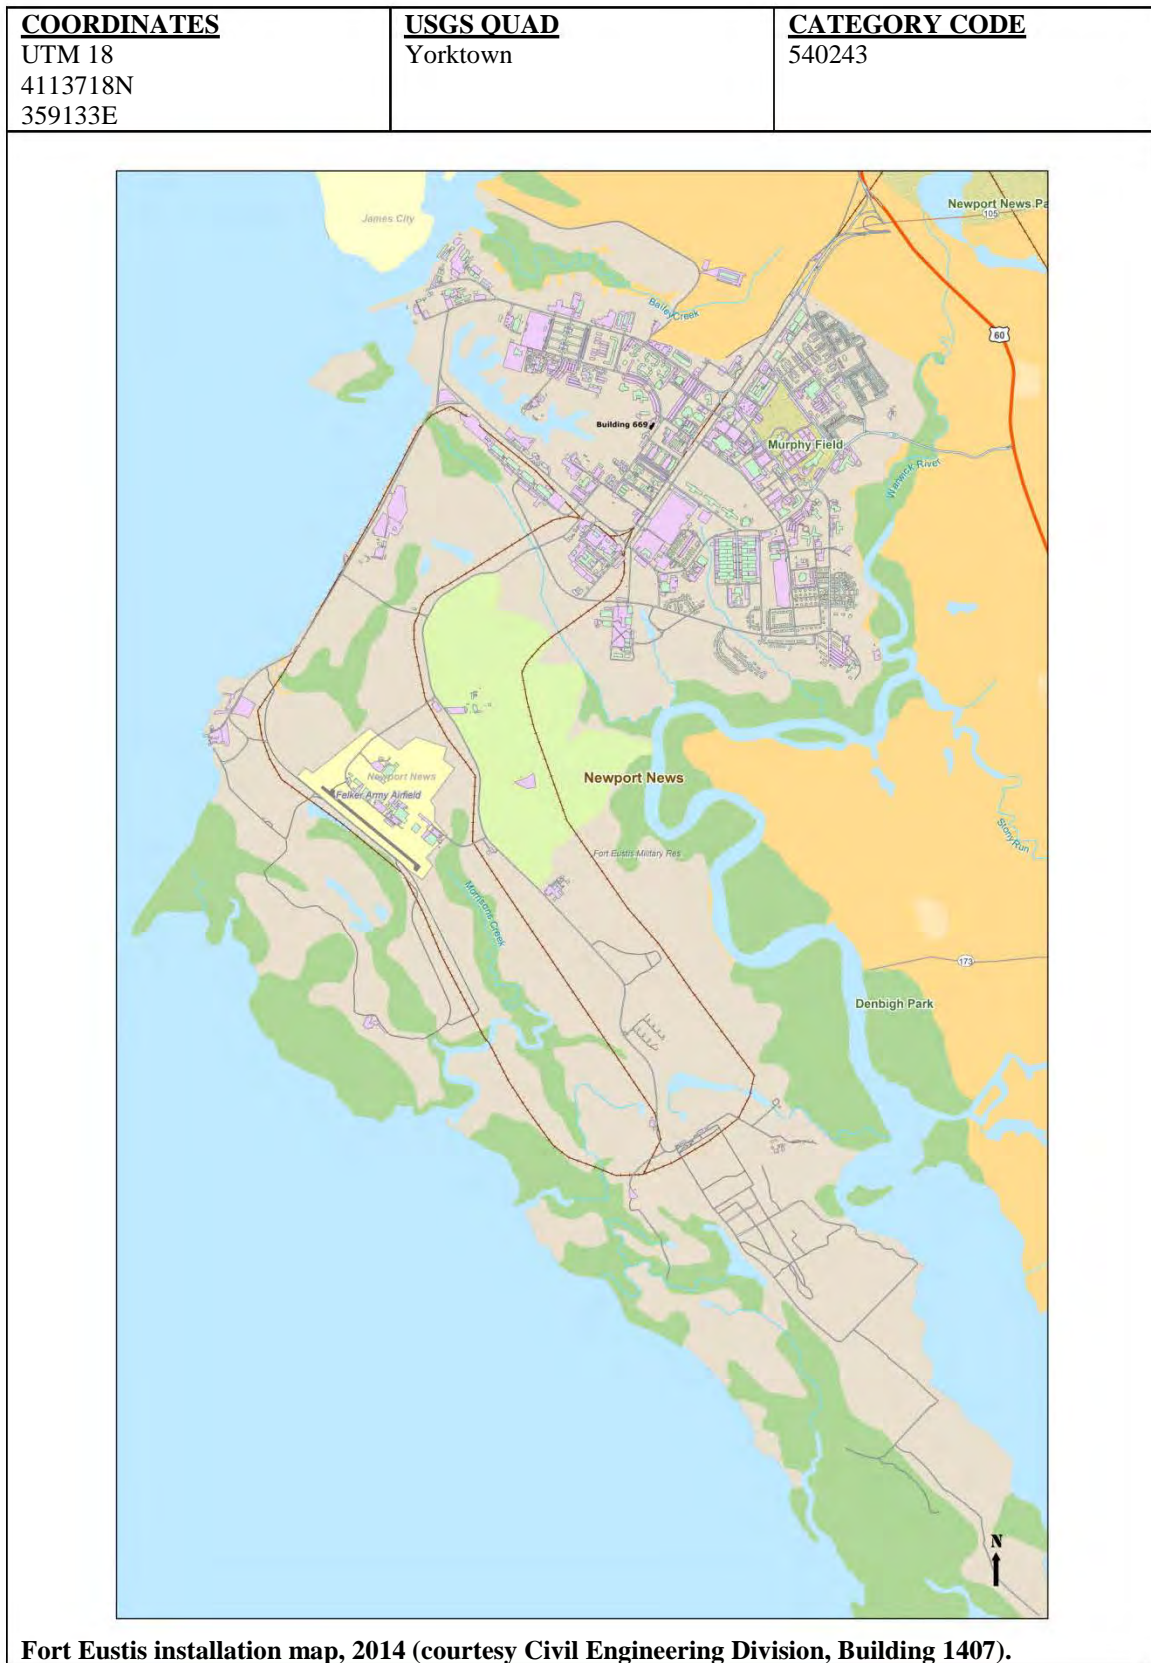 COORDINATES
UTM 18
4113718N
359133E
USGS QUAD
Yorktown
CATEGORY CODE
540243
James City
Newport News Pa
105
Bailey Creek
60
Building 669
Murphy Field
Warwick River
Newport News
Felker Army Airfield
Newport News
Fort Eustis Military Res
Stony Run
Morrisons Creek
173
Denbigh Park
N
Fort Eustis installation map, 2014 (courtesy Civil Engineering Division, Building 1407).